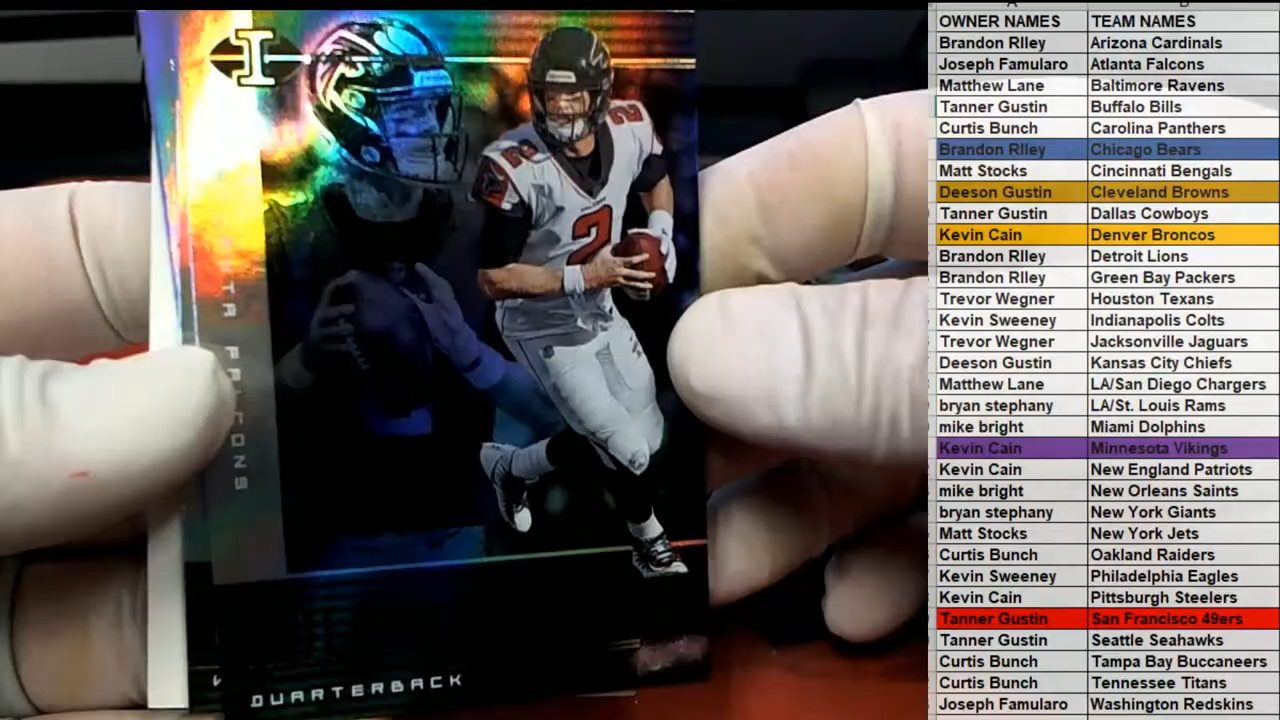 I
2
2
2
FALCONS
QUARTERBACK
OWNER NAMES TEAM NAMES
Brandon RIley Arizona Cardinals
Joseph Famularo Atlanta Falcons
Matthew Lane Baltimore Ravens
Tanner Gustin Buffalo Bills
Curtis Bunch Carolina Panthers
Brandon RIley Chicago Bears
Matt Stocks Cincinnati Bengals
Deeson Gustin Cleveland Browns
Tanner Gustin Dallas Cowboys
Kevin Cain Denver Broncos
Brandon RIley Detroit Lions
Brandon RIley Green Bay Packers
Trevor Wegner Houston Texans
Kevin Sweeney Indianapolis Colts
Trevor Wegner Jacksonville Jaguars
Deeson Gustin Kansas City Chiefs
Matthew Lane LA/San Diego Chargers
bryan stephany LA/St. Louis Rams
mike bright Miami Dolphins
Kevin Cain Minnesota Vikings
Kevin Cain New England Patriots
mike bright New Orleans Saints
bryan stephany New York Giants
Matt Stocks New York Jets
Curtis Bunch Oakland Raiders
Kevin Sweeney Philadelphia Eagles
Kevin Cain Pittsburgh Steelers
Tanner Gustin San Francisco 49ers
Tanner Gustin Seattle Seahawks
Curtis Bunch Tampa Bay Buccaneers
Curtis Bunch Tennessee Titans
Joseph Famularo Washington Redskins